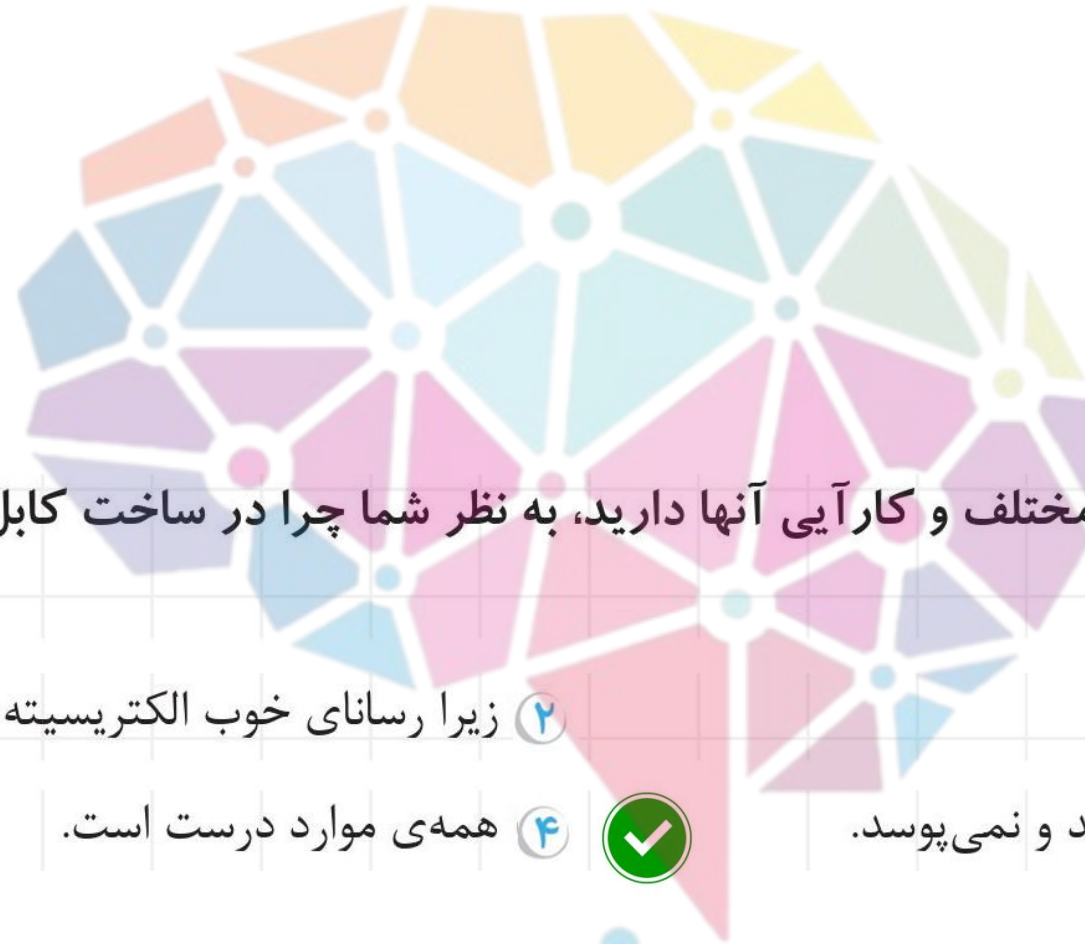 مختلف و کارآیی آنها دارید، به نظر شما چرا در ساخت کابل
۲ زیرا رسانای خوب الکتریسیته
د و نمی‌پوسد.
۴ همه‌ی موارد درست است.